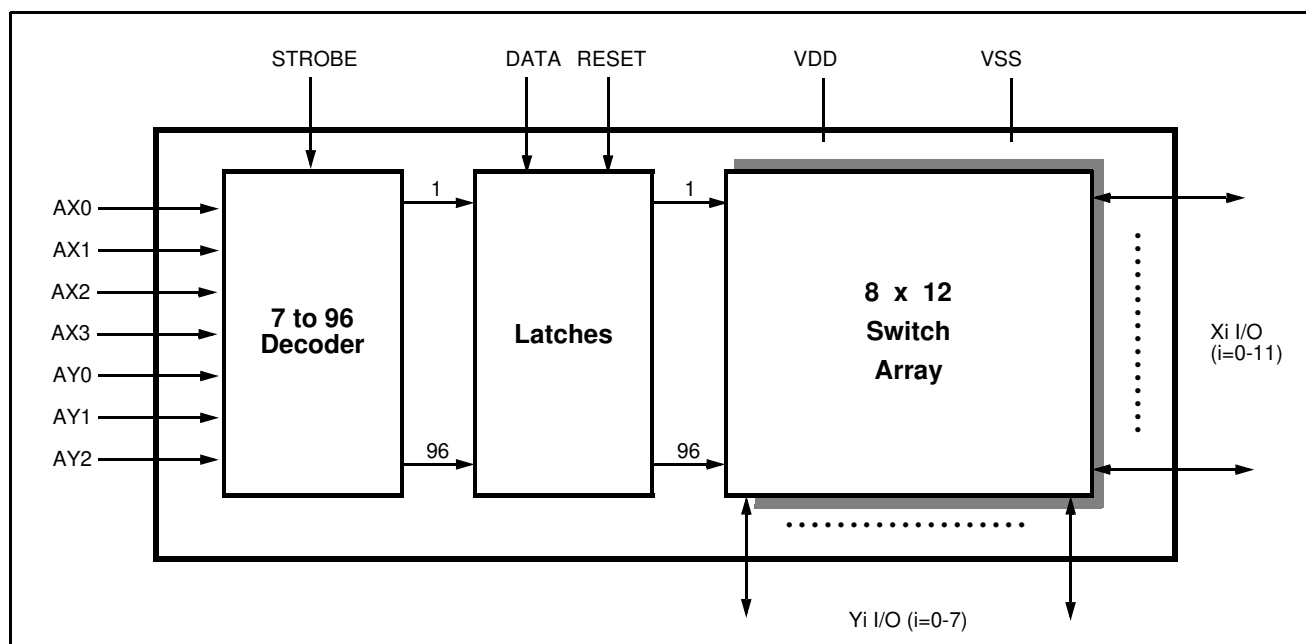 STROBE
DATA RESET
VDD
VSS
AX0
AX1
AX2
AX3
AY0
AY1
AY2
7 to 96
Decoder
1
96
Latches
1
96
8 x 12
Switch
Array
Xi I/O
(i=0-11)
Yi I/O (i=0-7)